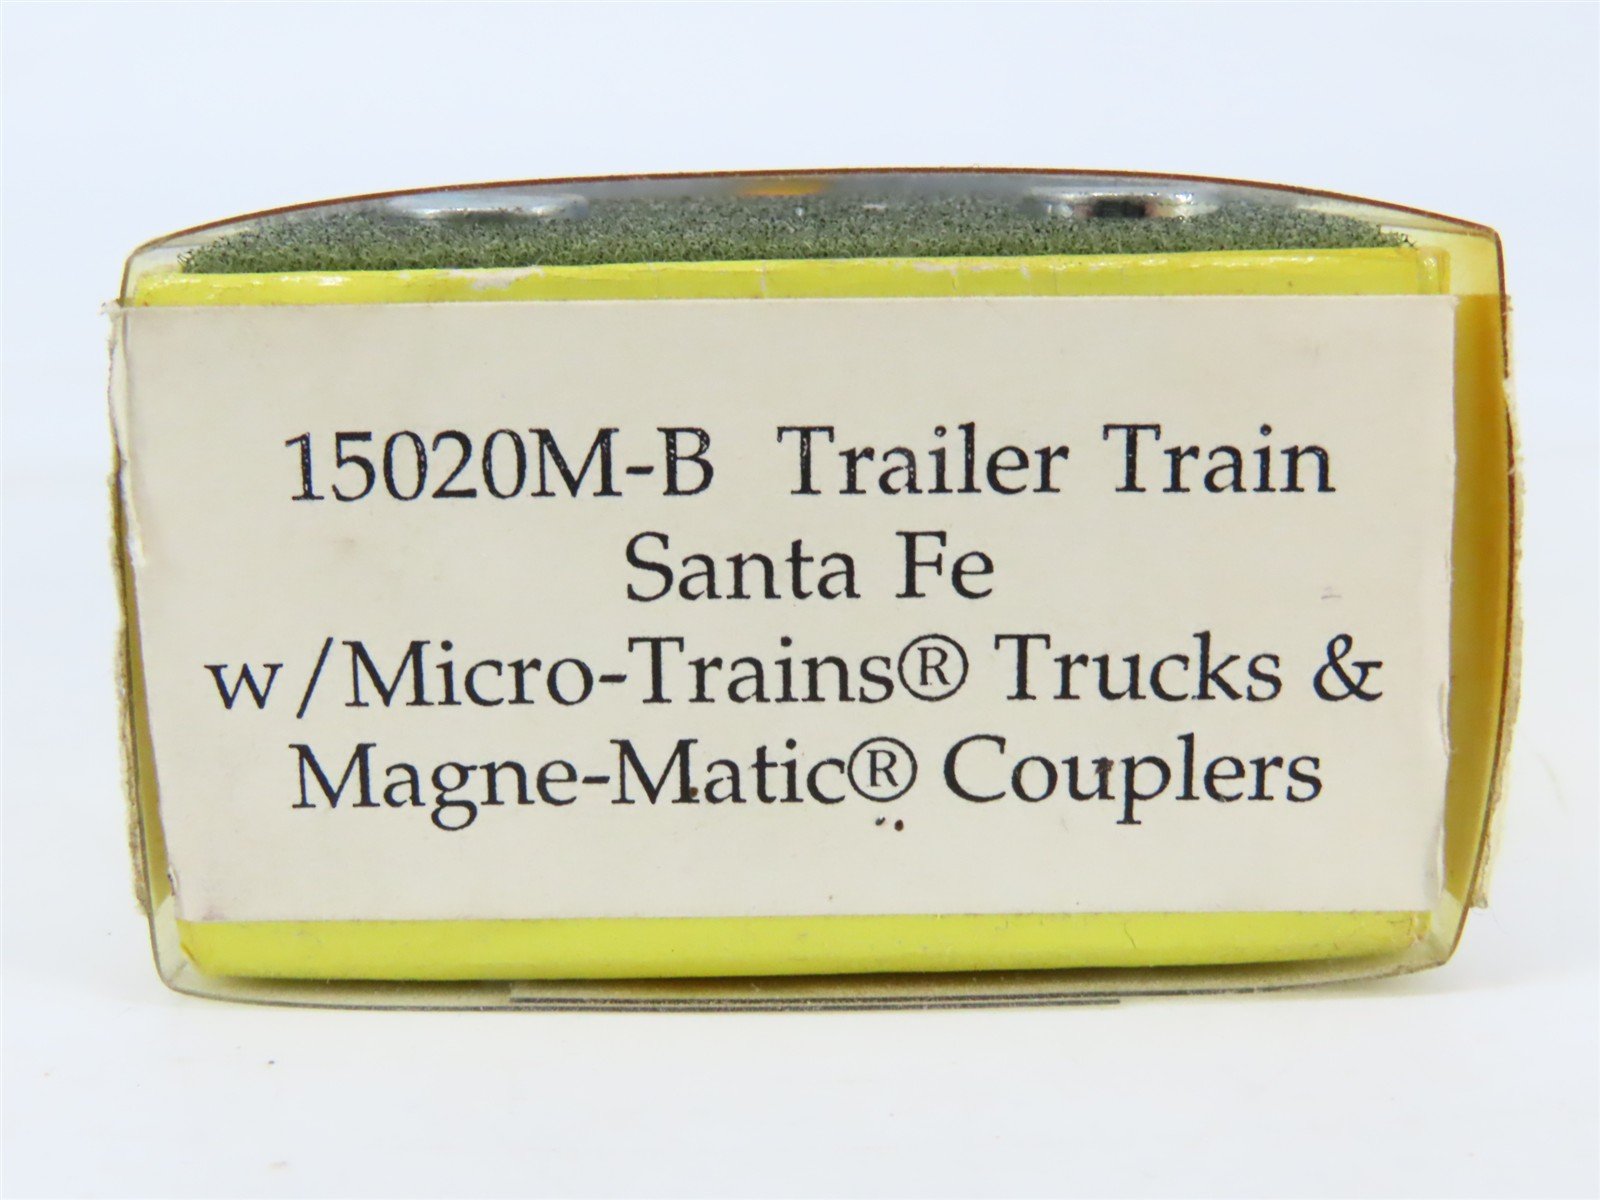 15020M-B Trailer Train
Santa Fe
w/Micro-Trains® Trucks &
Magne-Matic® Couplers